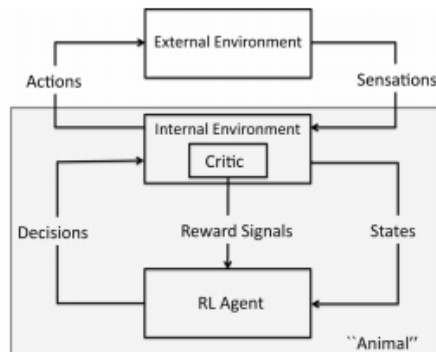 External Environment
Actions
Sensations
Internal Environment
Critic
Decisions
Reward Signals
States
RL Agent
``Animal''